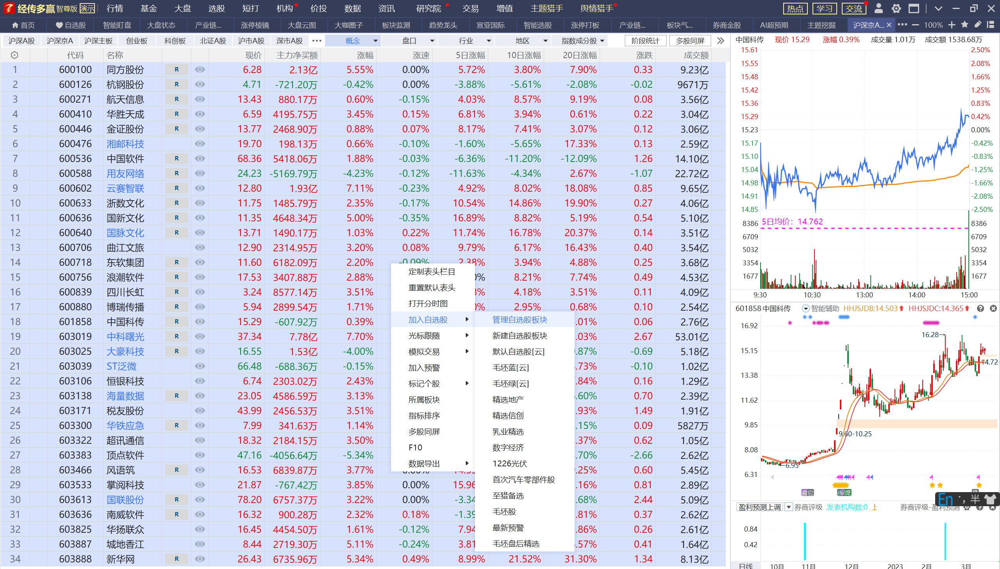 经传多赢 智尊版 演示 行情 基金 大盘 选股 短打 机构 价投 数据 资讯 研究院 交易 增值 主题猎手 舆情猎手 热点 学习 交流
首页 自选股 智能盯盘 大盘状态 产业链... 涨停棱镜 大盘云图 大咖圈子 板块监测 趋势龙头 宣亚国际 智能选股 涨停打板 产业链... 板块气... 券商金股 AI超预期 主题挖掘 沪深京A... 100%
沪深A股 沪深京A 沪深主板 创业板 科创板 北证A股 沪市A股 深市A股 概念 盘口 行业 地区 指数成分股 阶段统计 多股同屏
代码 名称 现价 主力净买额 涨幅 涨速 5日涨幅 10日涨幅 20日涨幅 涨跌 成交额
1 600100 同方股份 R 6.28 2.13亿 5.55% 0.00% 5.72% 3.80% 7.90% 0.33 9.23亿
2 600126 杭钢股份 R 4.71 -721.20万 -0.42% 0.00% -3.88% -5.61% -2.08% -0.02 9671万
3 600271 航天信息 R 13.43 880.17万 0.60% -0.15% 4.03% 8.57% 9.19% 0.08 3.56亿
4 600410 华胜天成 R 6.59 4195.75万 3.45% 0.15% 6.81% 3.94% 0.61% 0.22 3.04亿
5 600446 金证股份 R 13.77 2468.90万 0.88% 0.07% 8.17% 7.41% 3.07% 0.12 3.06亿
6 600476 湘邮科技 19.70 198.13万 0.66% -0.10% -1.60% -5.65% 17.33% 0.13 2.59亿
7 600536 中国软件 R 68.36 5418.06万 1.88% -0.03% -6.36% -11.20% -12.09% 1.26 14.10亿
8 600588 用友网络 R 24.23 -5169.79万 -4.23% -0.12% -11.63% -4.34% 2.67% -1.07 22.72亿
9 600602 云赛智联 R 12.80 1.93亿 7.11% -0.23% 4.92% 8.02% 18.08% 0.85 9.65亿
10 600633 浙数文化 R 11.75 1485.79万 2.35% -0.17% 10.54% 14.86% 19.90% 0.27 4.06亿
11 600636 国新文化 R 11.35 4648.34万 5.00% -0.35% 16.89% 8.82% 5.19% 0.54 5.10亿
12 600640 国脉文化 R 13.71 1490.17万 1.03% 0.22% 11.74% 16.78% 20.37% 0.14 3.51亿
13 600706 曲江文旅 12.90 2314.95万 3.20% 0.08% 9.79% 6.17% 16.43% 0.40 3.54亿
14 600718 东软集团 R 11.60 6182.09万 2.20% -0.09% 2.38% 3.94% 4.88% 0.25 3.68亿
15 600756 浪潮软件 R 17.53 3407.88万 2.88% 0% 8.21% 7.74% 0.49 4.53亿
16 600839 四川长虹 R 3.24 8577.14万 3.51% % 4.18% 3.51% 0.11 4.09亿
17 600880 博瑞传播 R 5.94 2899.54万 1.71% % 2.95% 0.68% 0.10 2.54亿
18 601858 中国科传 R 15.29 -607.92万 0.39% .01% 0.06 2.76亿
19 603019 中科曙光 R 37.34 7.78亿 7.70% .03% 2.67 53.01亿
20 603025 大豪科技 R 16.55 1.53亿 -4.00% .87% -0.69 5.18亿
21 603039 ST泛微 66.48 -688.36万 -0.15% .73% -0.10 1.02亿
22 603106 恒银科技 6.74 2303.02万 2.43% .84% 0.16 1.29亿
23 603138 海量数据 R 23.05 4586.59万 3.13% .60% 0.70 2.39亿
24 603171 税友股份 43.99 2456.53万 3.51% .93% 1.49 1.91亿
25 603300 华铁应急 R 7.99 341.63万 1.14% .15% 0.09 5827万
26 603322 超讯通信 18.32 2184.15万 3.50% .37% 0.62 1.05亿
27 603383 顶点软件 47.16 -4056.64万 -5.34% .70% -2.66 2.62亿
28 603466 风语筑 R 16.53 6839.87万 3.77% .25% 0.60 5.45亿
29 603533 掌阅科技 21.87 -767.42万 3.85% 0.00% 15.96 .16% 0.81 2.89亿
30 603613 国联股份 R 78.20 6757.37万 3.22% 0.00% -3.34 .68% 2.44 5.09亿
31 603636 南威软件 R 16.32 900.28万 2.32% 0.18% -1.39 .81% 0.37 2.62亿
32 603825 华扬联众 16.45 4454.50万 1.61% -0.12% 7.94 .86% 0.26 2.61亿
33 603887 城地香江 8.44 2719.30万 5.11% -0.24% 3.81 .57% 0.41 1.64亿
34 603888 新华网 R 26.43 6735.96万 5.34% 0.49% 8.99% 21.52% 31.30% 1.34 8.13亿
定制表头栏目
重置默认表头
打开分时图
加入自选股
光标跟随
模拟交易
加入预警
标记个股
所属板块
指标排序
多股同屏
F10
数据导出
管理自选股板块
新建自选股板块
默认自选股[云]
毛坯蓝[云]
毛坯绿[云]
精选地产
精选信创
乳业精选
数字经济
1226光伏
首次汽车零部件股
至猎备选
毛坯股
最新预警
毛坯盘后精选
中国科传 现价 15.29 涨幅 0.39% 成交量 1.01万 成交额 1538.68万
15.61 2.50%
15.55 2.08%
15.48 1.66%
15.42 1.25%
15.36 0.83%
15.29 0.42%
15.23 0.00%
15.17 -0.42%
15.10 -0.83%
15.04 -1.25%
14.98 -1.66%
14.91 -2.08%
14.85 -2.50%
5日均价：14.762
8386 8386
6709 6709
5032 5032
3354 3354
1677 1677
9:30 10:30 13:00 14:00 15:00
601858 中国科传 智能辅助 HHJSJDB:14.503 HHJSJDC:14.365
16.92
16.28→
15.15
14.72
13.38
11.62
9.85
9.60-10.25
8.08
←6.95
6.31
叠 它 提
En 半
盈利预测上调 券商评级 发表机构数:0 上 券商评级-盈利预测
0.84
0.42
日线 10月 11月 12月 2023 2月 3月